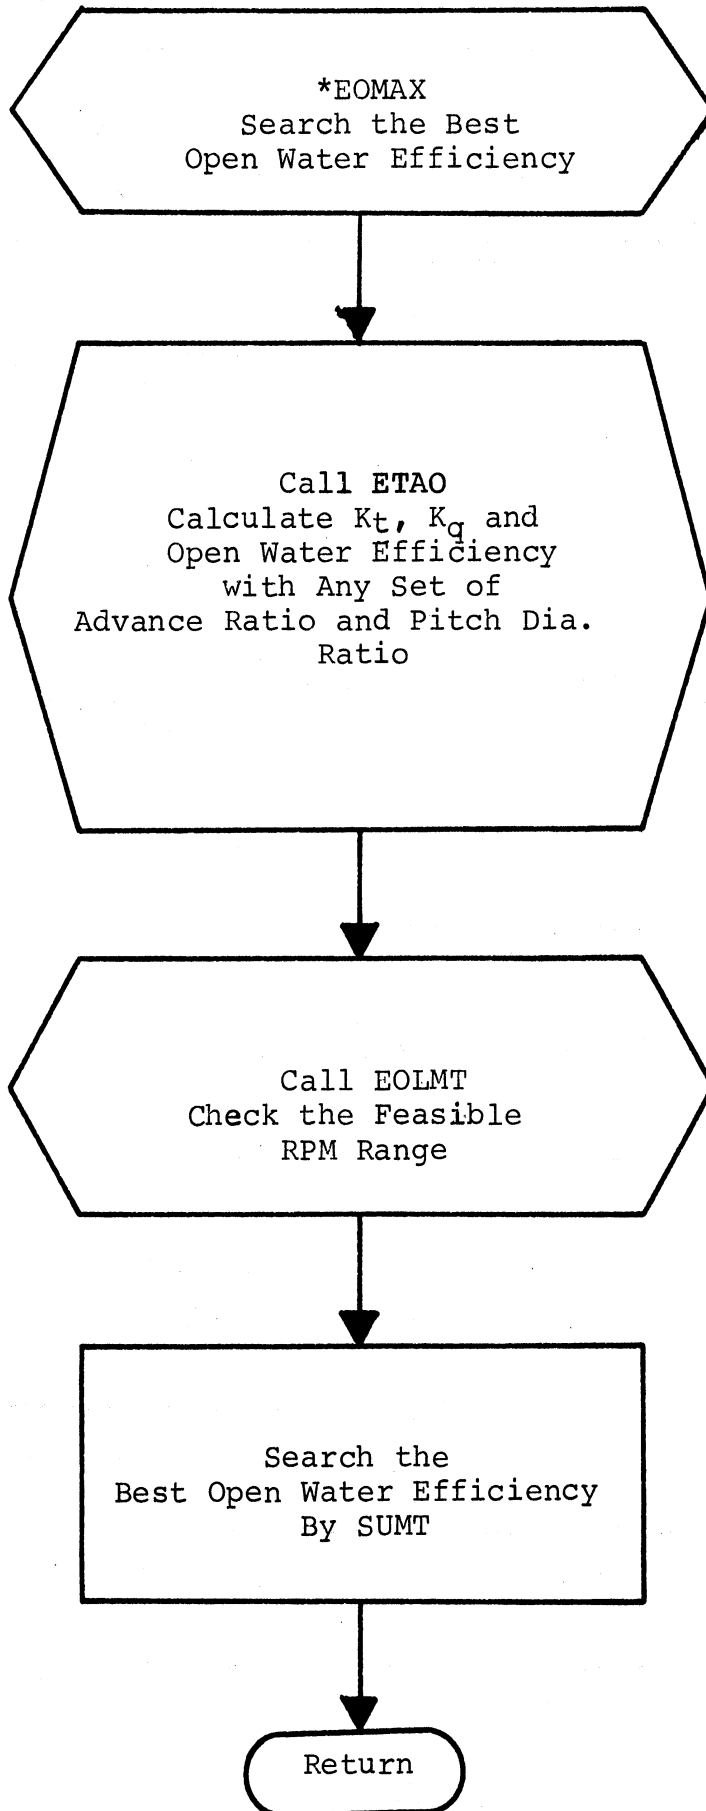 *EOMAX
Search the Best
Open Water Efficiency
Call ETAO
Calculate Kt, Kq and
Open Water Efficiency
with Any Set of
Advance Ratio and Pitch Dia.
Ratio
Call EOLMT
Check the Feasible
RPM Range
Search the
Best Open Water Efficiency
By SUMT
Return